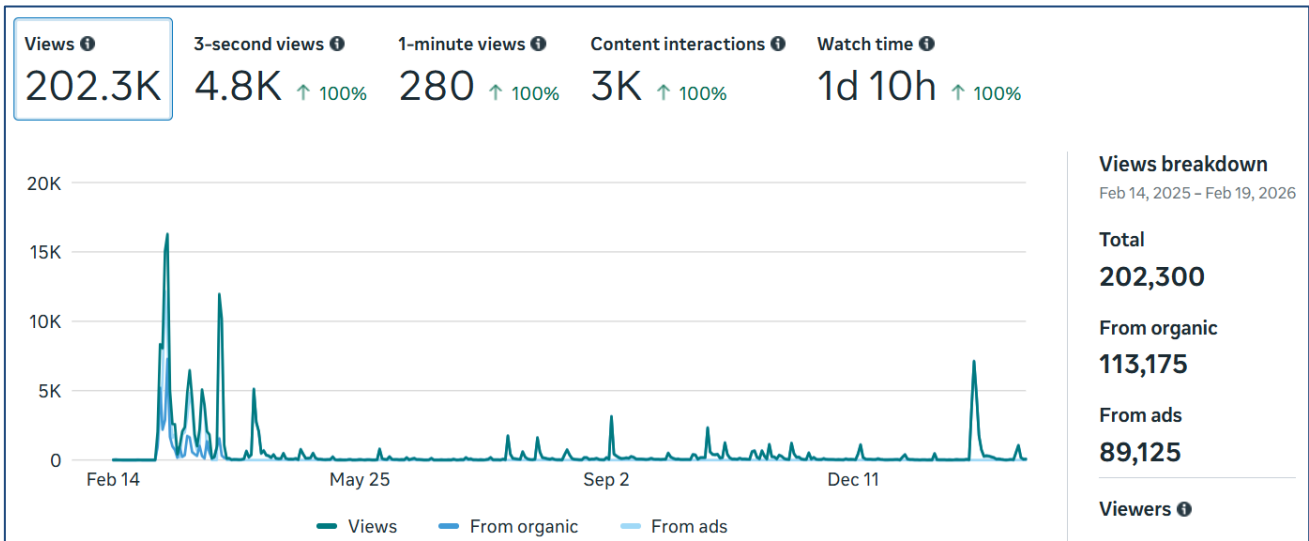 Views 3-second views 1-minute views Content interactions Watch time
202.3K 4.8K ↑ 100% 280 ↑ 100% 3K ↑ 100% 1d 10h ↑ 100%
Views breakdown
Feb 14, 2025 – Feb 19, 2026
Total
202,300
From organic
113,175
From ads
89,125
Viewers
20K
15K
10K
5K
0
Feb 14 May 25 Sep 2 Dec 11
Views From organic From ads